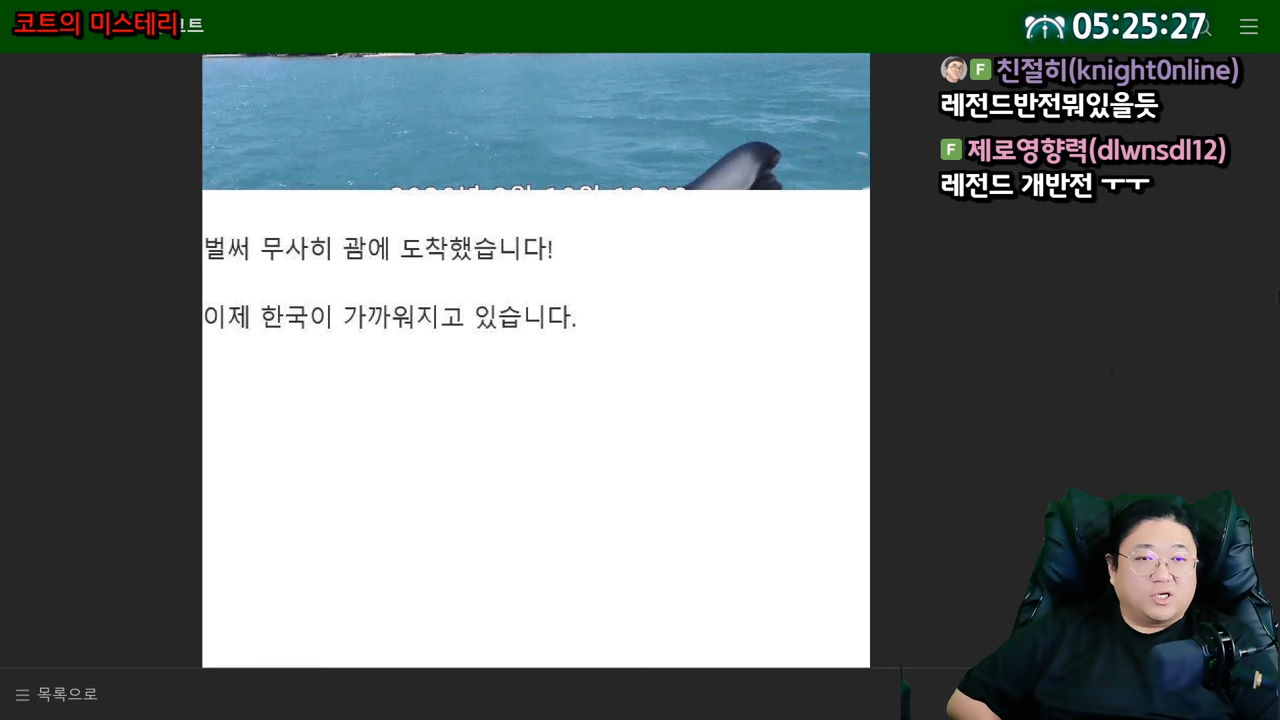 코트의 미스테리
트
05:25:27
F 친절히(knight0nline)
레전드반전뭐있을듯
F 제로영향력(dlwnsdl12)
레전드 개반전 ㅜㅜ
벌써 무사히 괌에 도착했습니다!
이제 한국이 가까워지고 있습니다.
목록으로